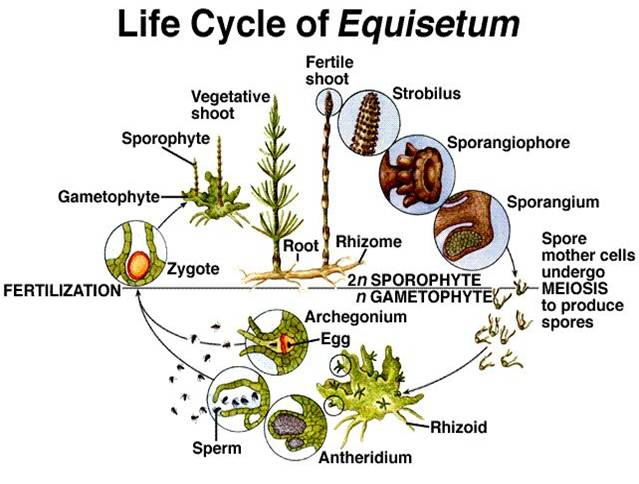 Life Cycle of Equisetum
Fertile
shoot
Vegetative
shoot
Strobilus
Sporophyte
Sporangiophore
Gametophyte
Sporangium
Root
Rhizome
Zygote
Spore
mother cells
undergo
MEIOSIS
to produce
spores
2n SPOROPHYTE
FERTILIZATION
n GAMETOPHYTE
Archegonium
Egg
Rhizoid
Sperm
Antheridium